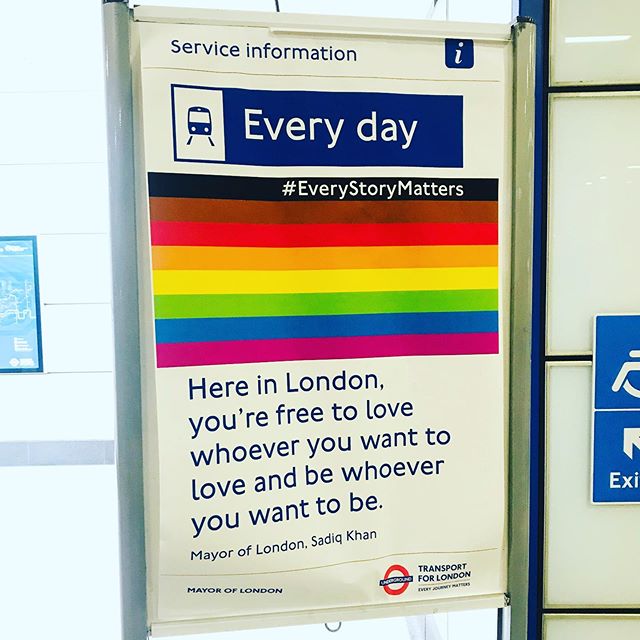 Service information
i
Every day
#EveryStoryMatters
Here in London,
you're free to love
whoever you want to
love and be whoever
you want to be.
Mayor of London, Sadiq Khan
MAYOR OF LONDON
UNDERGROUND
TRANSPORT
FOR LONDON
EVERY JOURNEY MATTERS